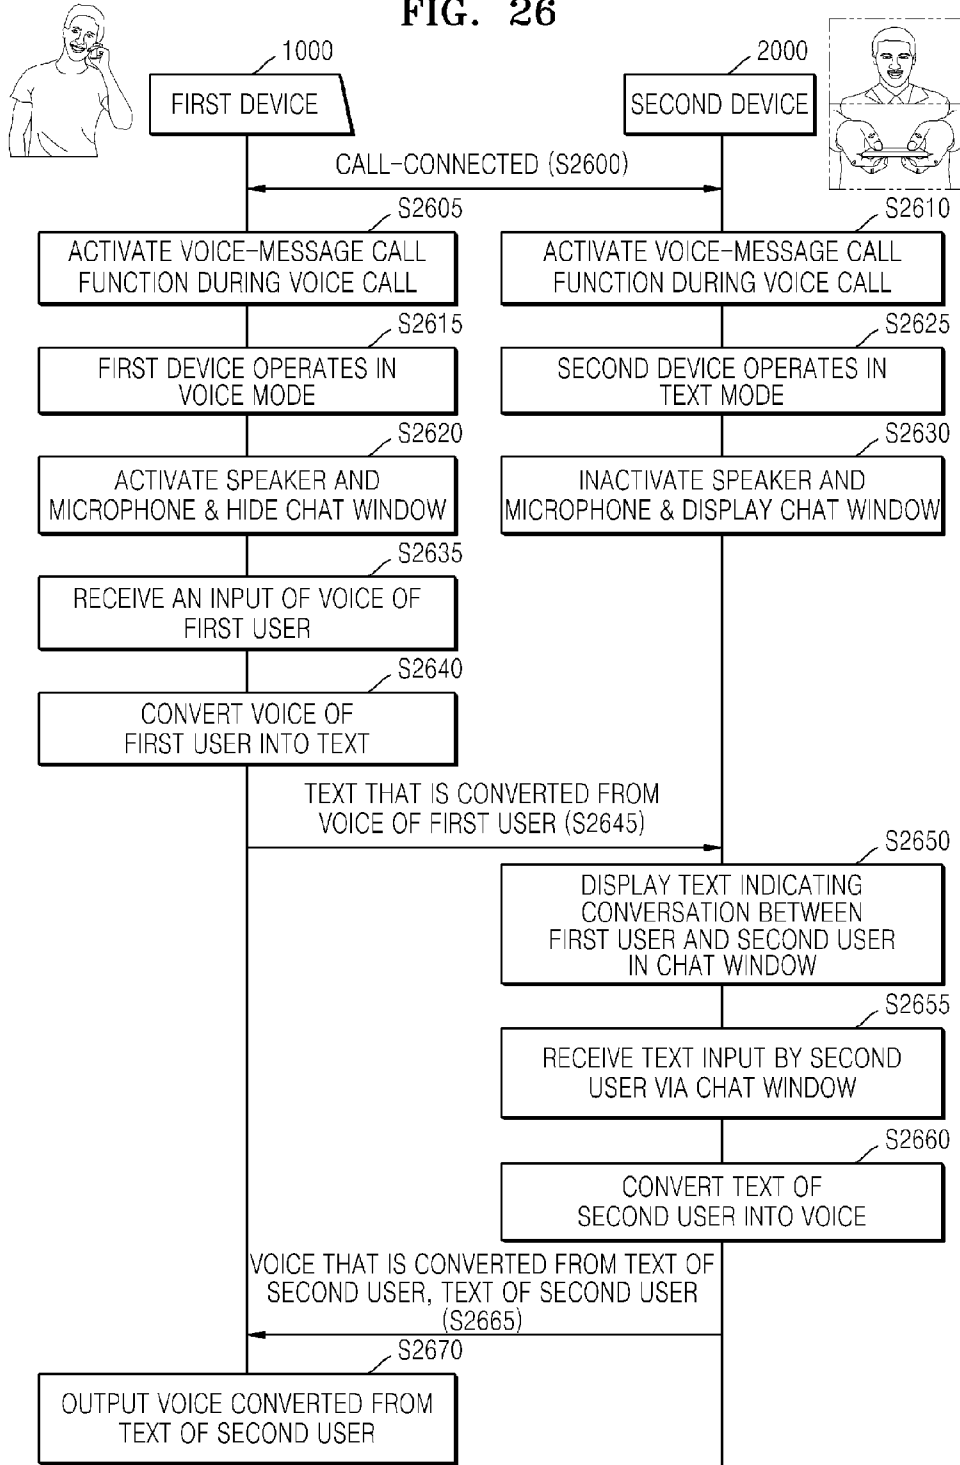 FIG. 26
1000
FIRST DEVICE
2000
SECOND DEVICE
CALL-CONNECTED (S2600)
S2605
ACTIVATE VOICE-MESSAGE CALL
FUNCTION DURING VOICE CALL
S2610
ACTIVATE VOICE-MESSAGE CALL
FUNCTION DURING VOICE CALL
S2615
FIRST DEVICE OPERATES IN
VOICE MODE
S2625
SECOND DEVICE OPERATES IN
TEXT MODE
S2620
ACTIVATE SPEAKER AND
MICROPHONE & HIDE CHAT WINDOW
S2630
INACTIVATE SPEAKER AND
MICROPHONE & DISPLAY CHAT WINDOW
S2635
RECEIVE AN INPUT OF VOICE OF
FIRST USER
S2640
CONVERT VOICE OF
FIRST USER INTO TEXT
TEXT THAT IS CONVERTED FROM
VOICE OF FIRST USER (S2645)
S2650
DISPLAY TEXT INDICATING
CONVERSATION BETWEEN
FIRST USER AND SECOND USER
IN CHAT WINDOW
S2655
RECEIVE TEXT INPUT BY SECOND
USER VIA CHAT WINDOW
S2660
CONVERT TEXT OF
SECOND USER INTO VOICE
VOICE THAT IS CONVERTED FROM TEXT OF
SECOND USER, TEXT OF SECOND USER
(S2665)
S2670
OUTPUT VOICE CONVERTED FROM
TEXT OF SECOND USER